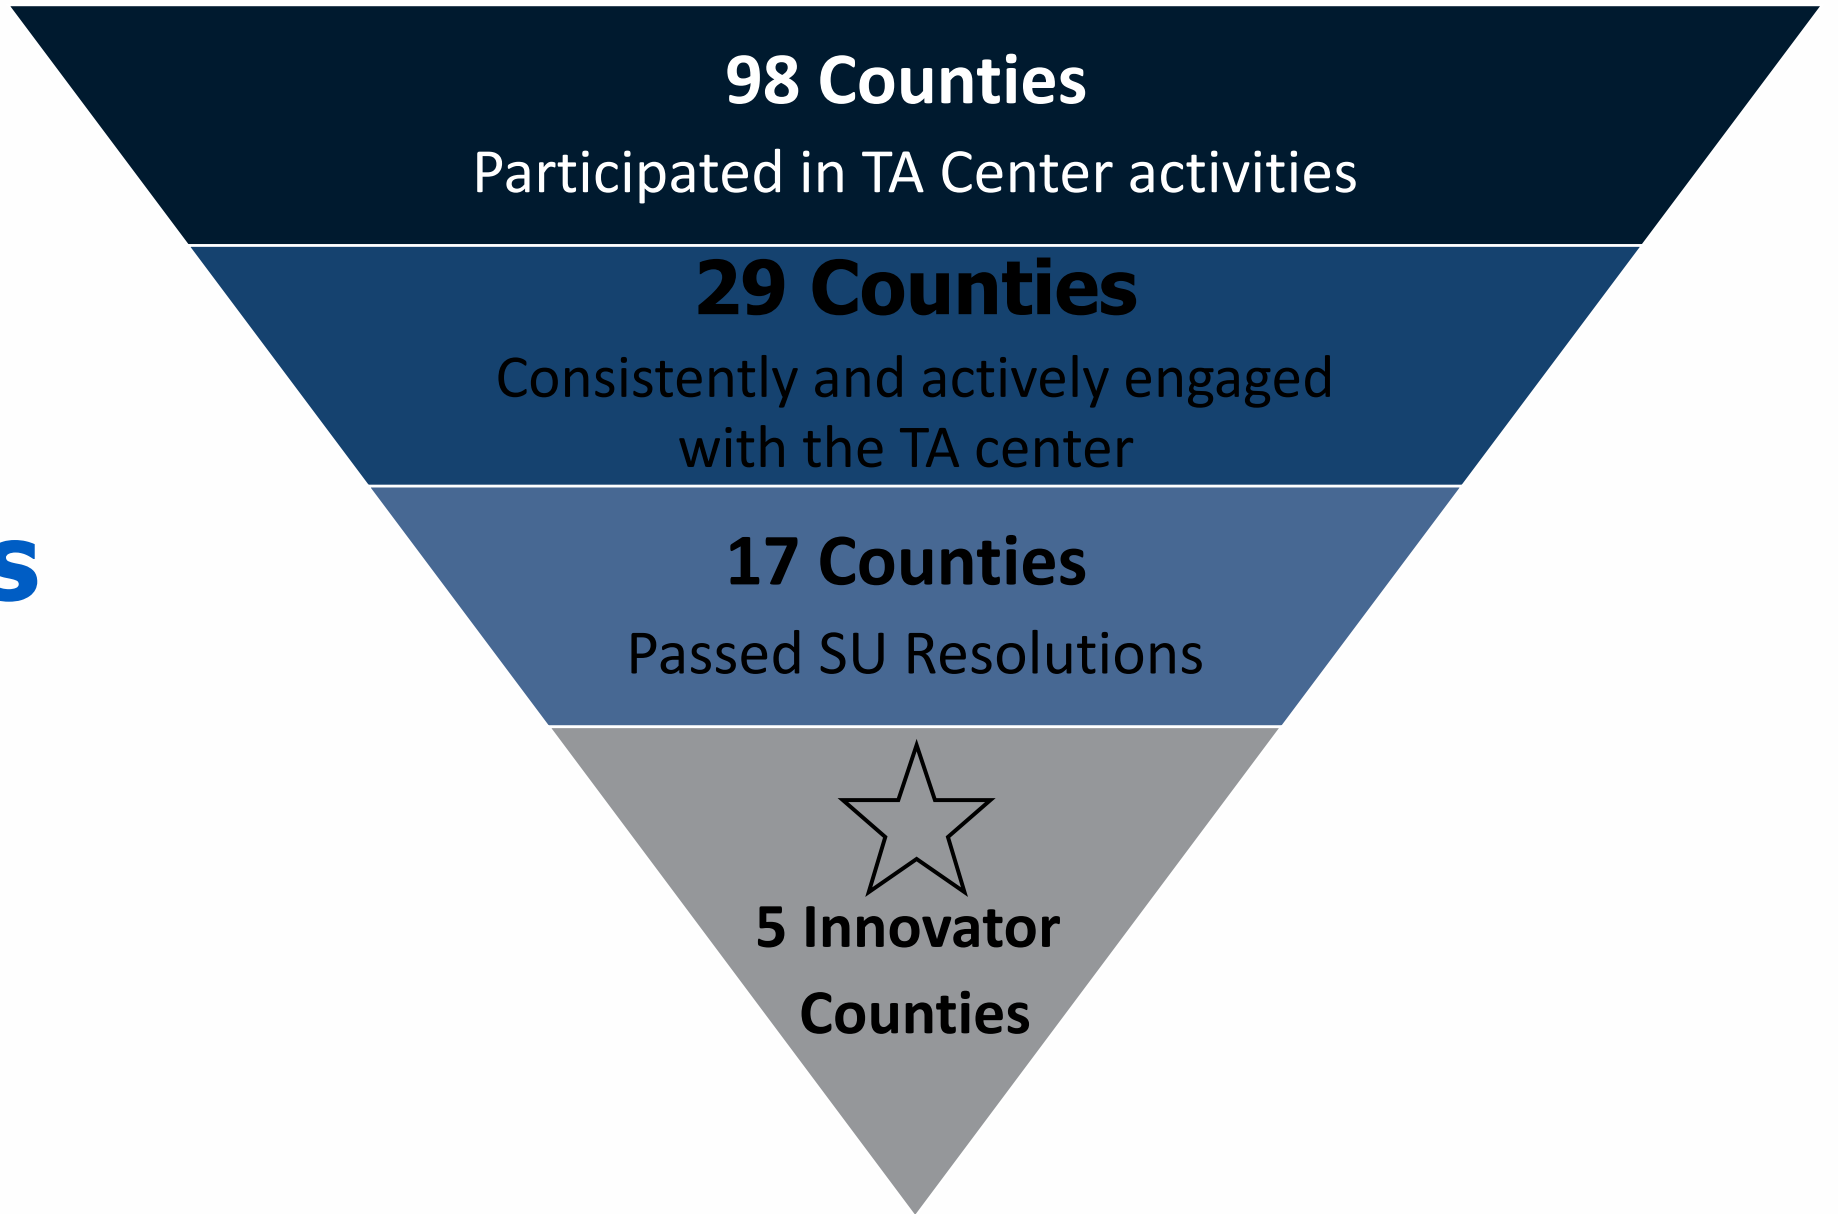 98 Counties
Participated in TA Center activities
29 Counties
Consistently and actively engaged
with the TA center
s
17 Counties
Passed SU Resolutions
5 Innovator
Counties